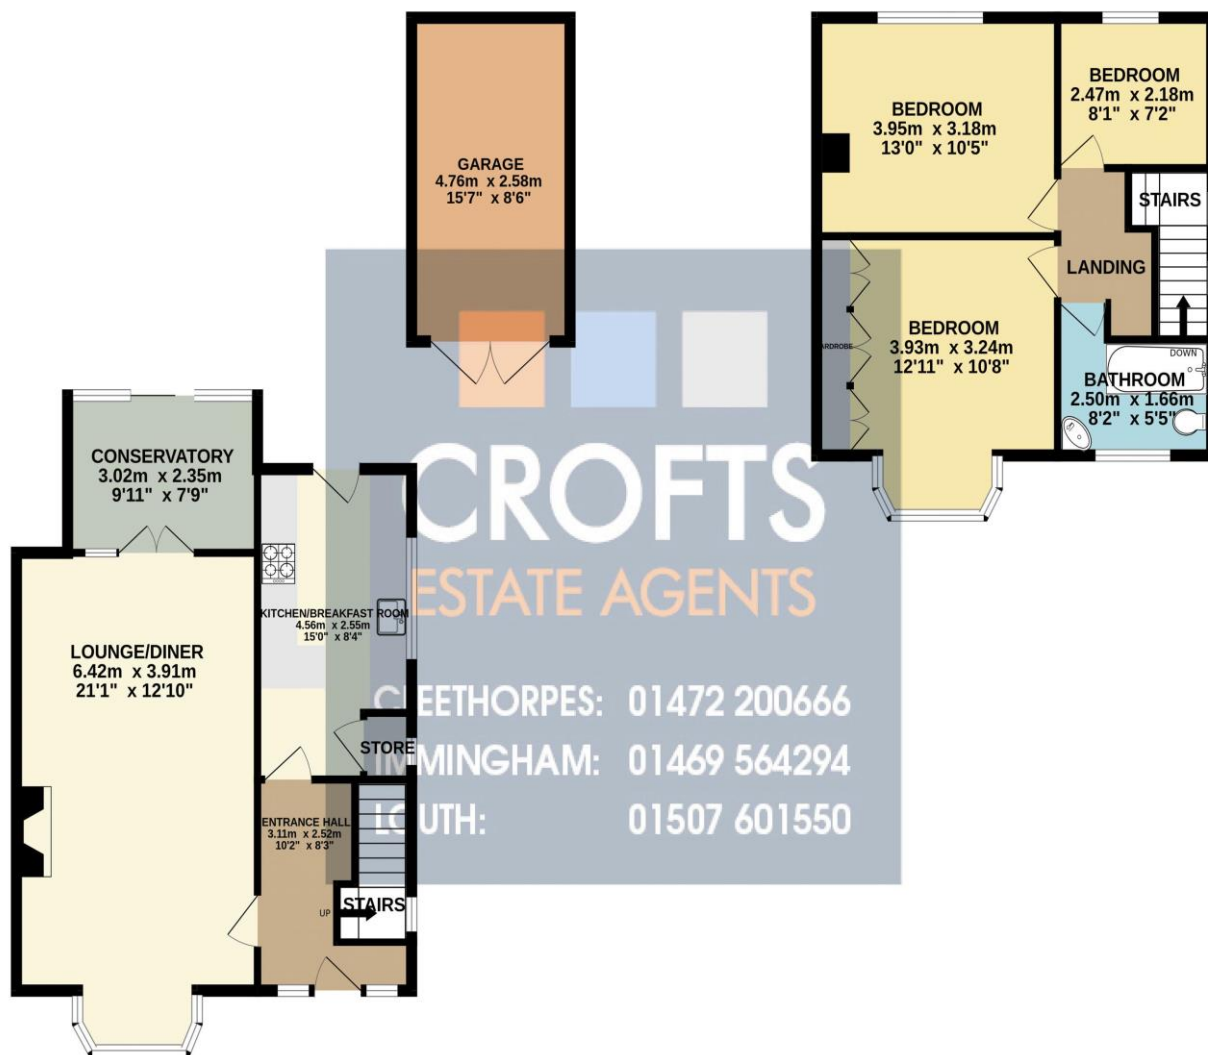 GARAGE
4.76m x 2.58m
15'7" x 8'6"
BEDROOM
3.95m x 3.18m
13'0" x 10'5"
BEDROOM
2.47m x 2.18m
8'1" x 7'2"
STAIRS
LANDING
BEDROOM
3.93m x 3.24m
12'11" x 10'8"
DOWN
BATHROOM
2.50m x 1.66m
8'2" x 5'5"
CONSERVATORY
3.02m x 2.35m
9'11" x 7'9"
KITCHEN/BREAKFAST ROOM
4.56m x 2.55m
15'0" x 8'4"
LOUNGE/DINER
6.42m x 3.91m
21'1" x 12'10"
STORE
ENTRANCE HALL
3.11m x 2.52m
10'2" x 8'3"
UP
STAIRS
CROFTS
ESTATE AGENTS
CLEETHORPES: 01472 200666
IMMINGHAM: 01469 564294
LOUTH: 01507 601550